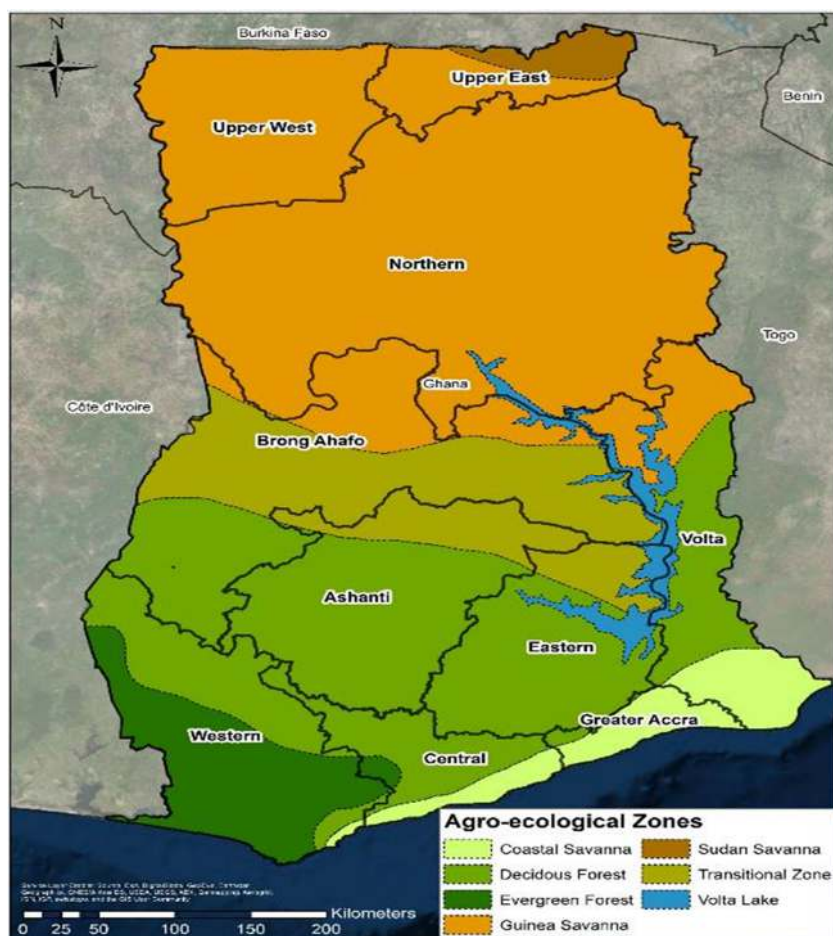 N
Burkina Faso
Upper East
Benin
Upper West
Northern
Togo
Ghana
Côte d'Ivoire
Brong Ahafo
Volta
Ashanti
Eastern
Greater Accra
Western
Central
Agro-ecological Zones
Coastal Savanna
Sudan Savanna
Decidous Forest
Transitional Zone
Evergreen Forest
Volta Lake
Guinea Savanna
Kilometers
0 25 50 100 150 200